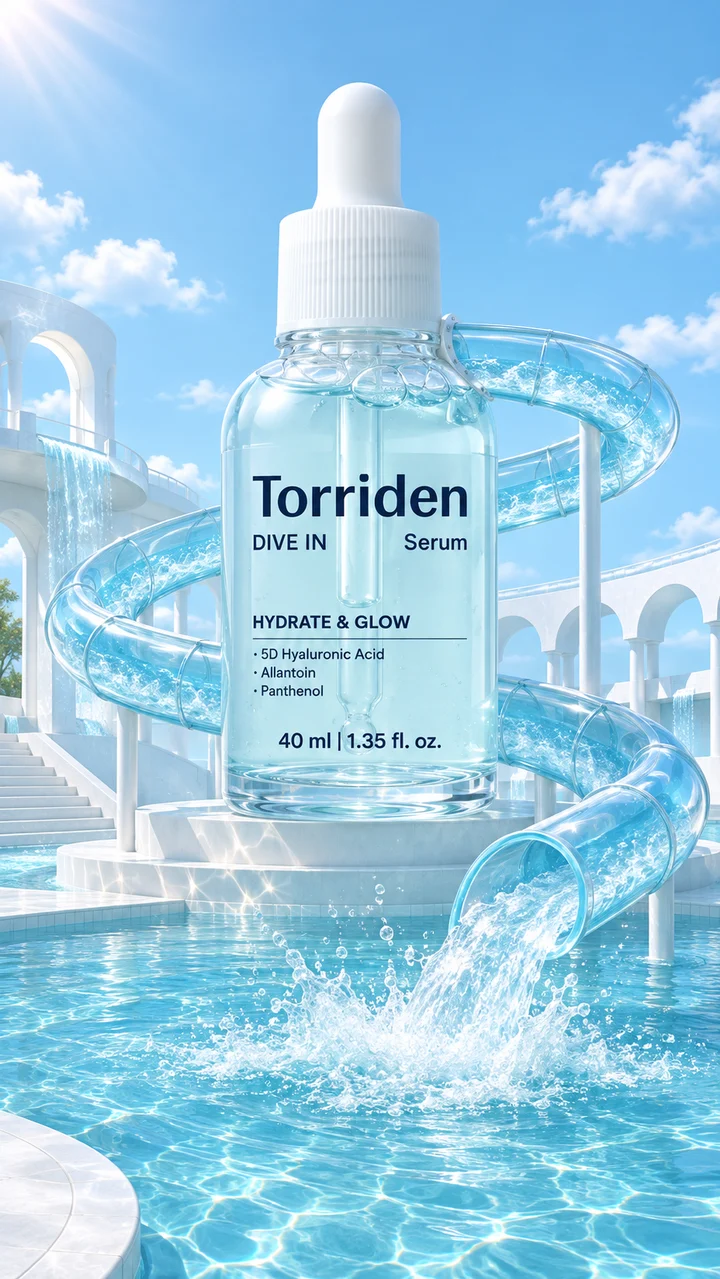 Torriden
DIVE IN Serum
HYDRATE & GLOW
• 5D Hyaluronic Acid
• Allantoin
• Panthenol
40 ml | 1.35 fl. oz.